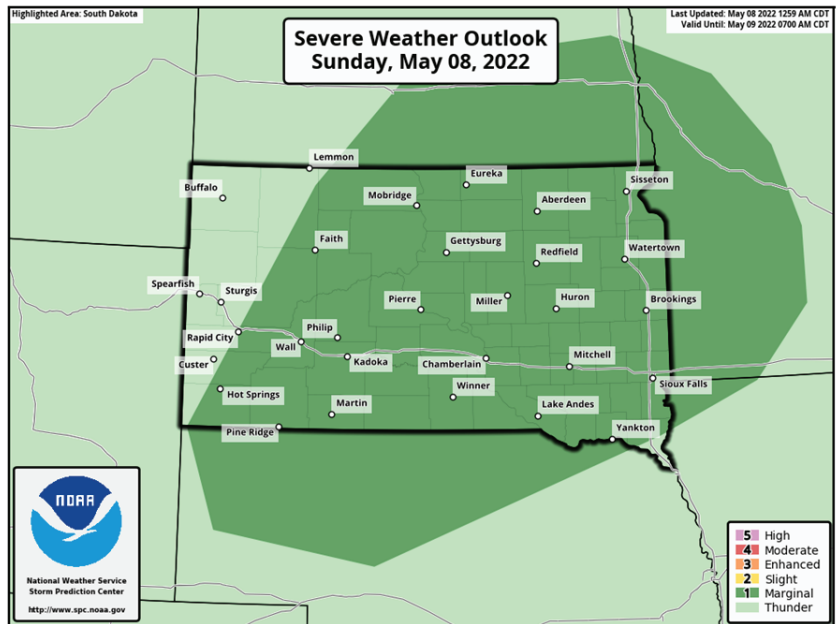 Highlighted Area: South Dakota
Last Updated: May 08 2022 1259 AM CDT
Valid Until: May 09 2022 0700 AM CDT
Severe Weather Outlook
Sunday, May 08, 2022
Lemmon
Buffalo
Mobridge
Eureka
Sisseton
Aberdeen
Faith
Gettysburg
Redfield
Watertown
Spearfish
Sturgis
Pierre
Miller
Huron
Brookings
Rapid City
Philip
Wall
Custer
Kadoka
Chamberlain
Mitchell
Hot Springs
Winner
Sioux Falls
Martin
Lake Andes
Pine Ridge
Yankton
NOAA
National Weather Service
Storm Prediction Center
http://www.spc.noaa.gov
5 High
4 Moderate
3 Enhanced
2 Slight
1 Marginal
Thunder